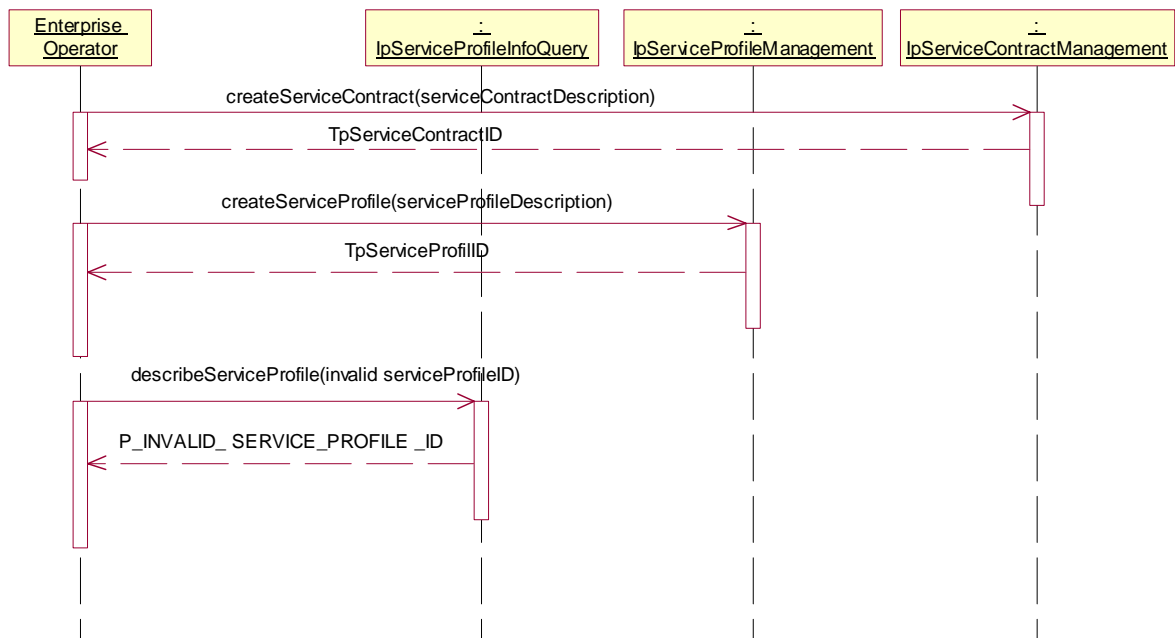 Enterprise
Operator
:
IpServiceProfileInfoQuery
:
IpServiceProfileManagement
:
IpServiceContractManagement
createServiceContract(serviceContractDescription)
TpServiceContractID
createServiceProfile(serviceProfileDescription)
TpServiceProfilID
describeServiceProfile(invalid serviceProfileID)
P_INVALID_ SERVICE_PROFILE _ID